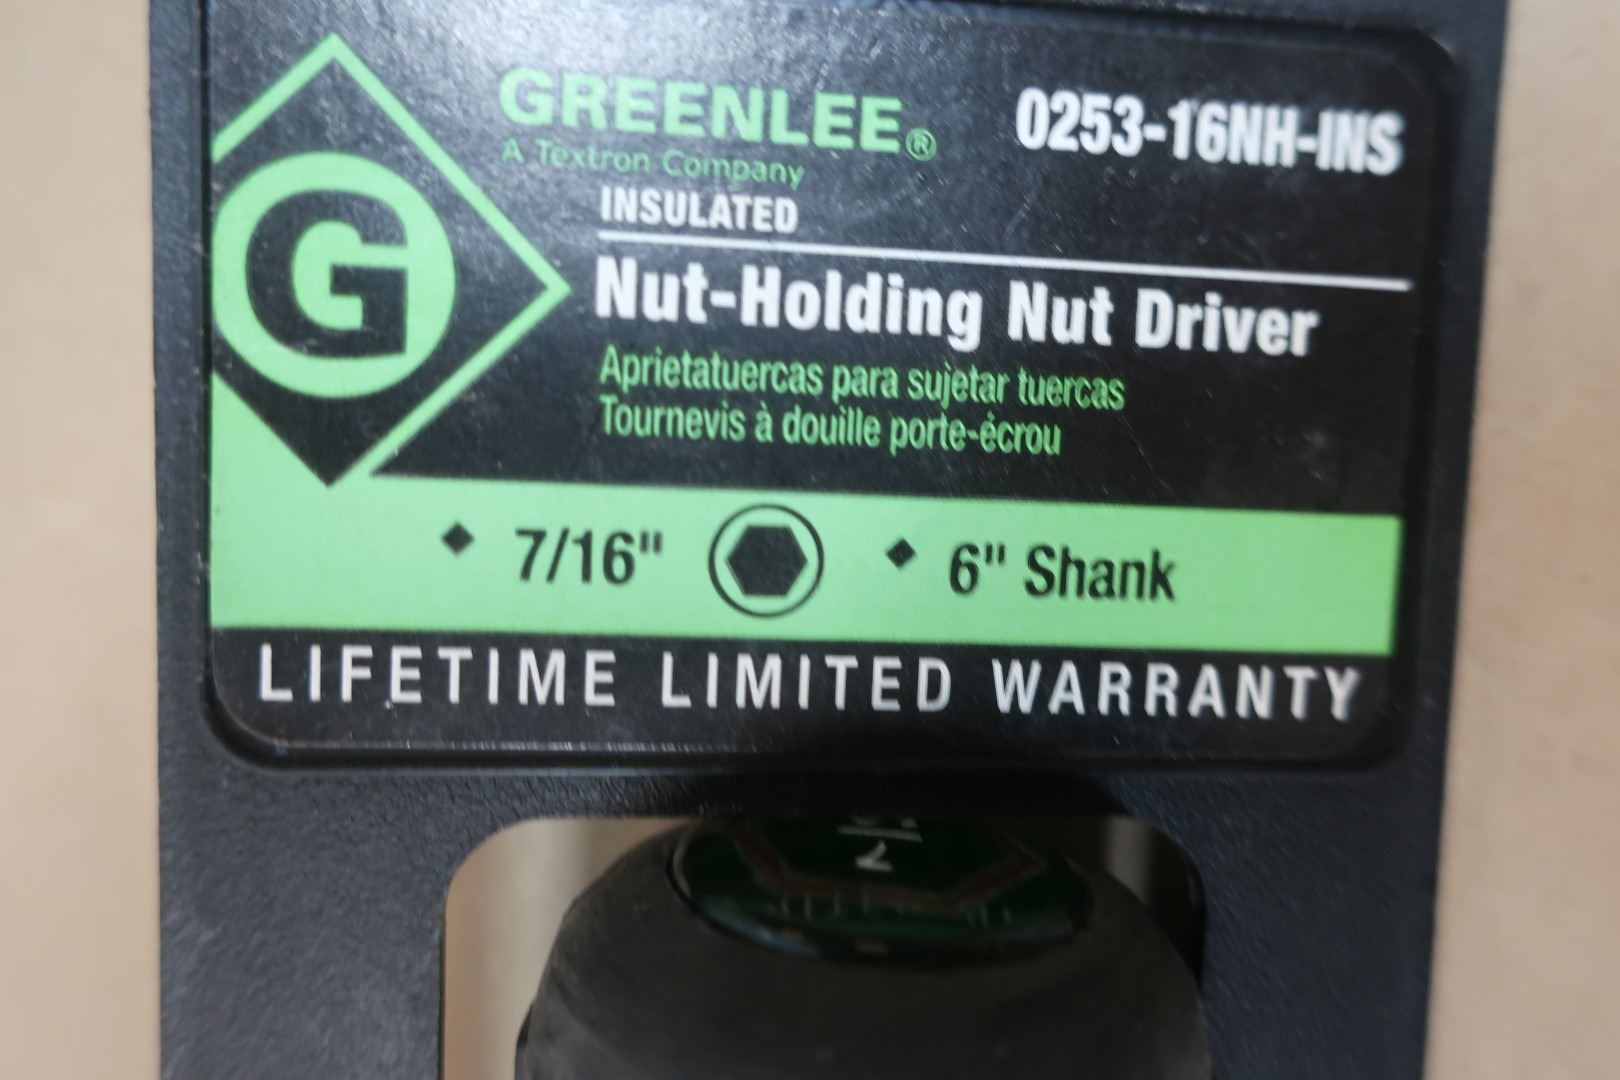 GREENLEE®
A Textron Company
0253-16NH-INS
INSULATED
G
Nut-Holding Nut Driver
Aprietatuercas para sujetar tuercas
Tournevis à douille porte-écrou
7/16"
6" Shank
LIFETIME LIMITED WARRANTY
7